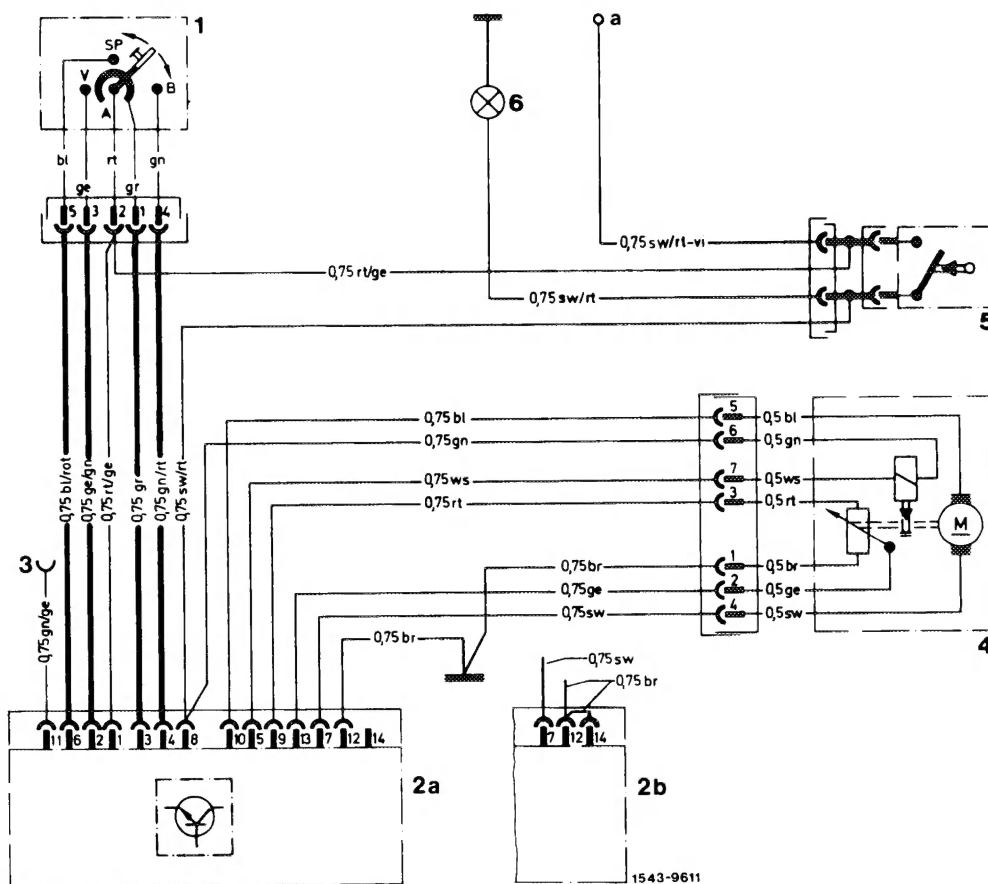 1
SP
V
B
A
bl
rt
gn
ge
gr
5
3
2
1
4
6
a
0,75 sw/rt-vi
0,75 rt/ge
0,75 sw/rt
5
0,75 bl/rot
0,75 ge/gn
0,75 rt/ge
0,75 gr
0,75 gn/rt
0,75 sw/rt
0,75 bl
5
0,5 bl
0,75 gn
6
0,5 gn
0,75 ws
7
0,5 ws
0,75 rt
3
0,5 rt
M
0,75 br
1
0,5 br
0,75 ge
2
0,5 ge
0,75 sw
4
0,5 sw
4
3
0,75 gn/ge
0,75 br
0,75 sw
0,75 br
11
6
2
1
3
4
8
10
5
9
13
7
12
14
2a
7
12
14
2b
1543-9611